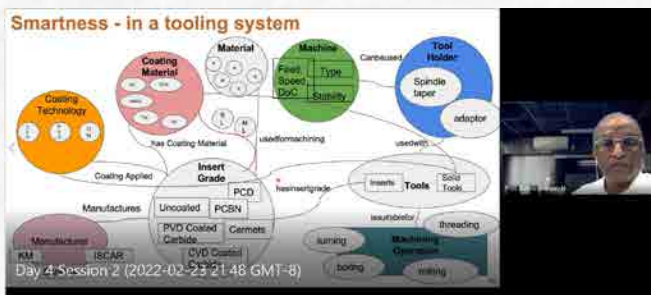 Smartness - in a tooling system
Coating
Material
Material
Machine
Feed
Speed
DoC
Type
Stability
Canbeused
Tool
Holder
Spindle
taper
adaptor
Coating
Technology
has Coating Material
usedformachining
usedwith
Coating Applied
Insert
Grade
hasinsertgrade
PCD
Uncoated
PCBN
PVD Coated
Carbide
Cermets
CVD Coated
Carbide
Inserts
Tools
Solid
Tools
Manufactures
Manufacturer
KM
ISCAR
issuitablefor
threading
turning
Machining
Operation
boring
milling
Day 4 Session 2 (2022-02-23 21 48 GMT-8)